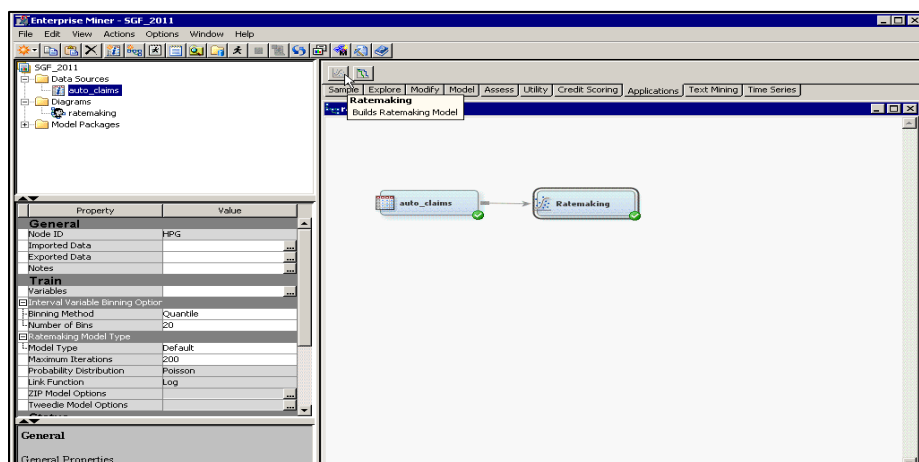 Enterprise Miner - SGF_2011
File Edit View Actions Options Window Help
SGF_2011
Data Sources
auto_claims
Diagrams
ratemaking
Model Packages
Sample Explore Modify Model Assess Utility Credit Scoring Applications Text Mining Time Series
Ratemaking
Builds Ratemaking Model
auto_claims
Ratemaking
Property Value
General
Node ID HPG
Imported Data ...
Exported Data ...
Notes ...
Train
Variables ...
Interval Variable Binning Option
Binning Method Quantile
Number of Bins 20
Ratemaking Model Type
Model Type Default
Maximum Iterations 200
Probability Distribution Poisson
Link Function Log
ZIP Model Options ...
Tweedie Model Options ...
General
General Properties